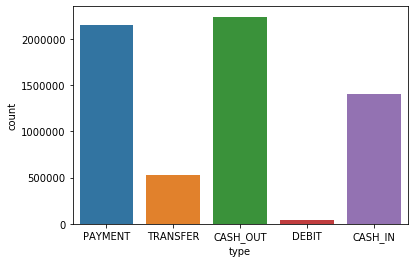 2000000
1500000
1000000
500000
0
count
PAYMENT TRANSFER CASH_OUT DEBIT CASH_IN
type